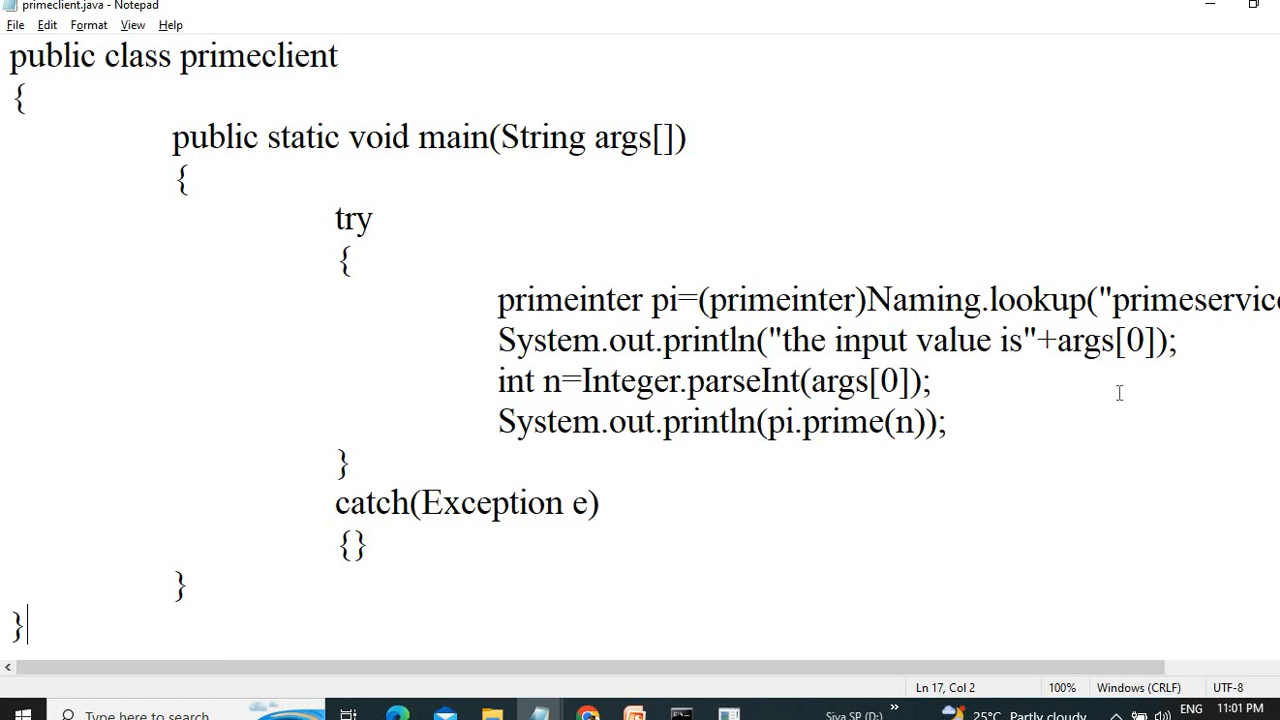 primeclient.java - Notepad
File Edit Format View Help
public class primeclient
{
public static void main(String args[])
{
try
{
primeinter pi=(primeinter)Naming.lookup("primeservice
System.out.println("the input value is"+args[0]);
int n=Integer.parseInt(args[0]);
System.out.println(pi.prime(n));
}
catch(Exception e)
{}
}
}
Ln 17, Col 2 100% Windows (CRLF) UTF-8
Type here to search Siva SP (D:) 25°C Partly cloudy ENG 11:01 PM